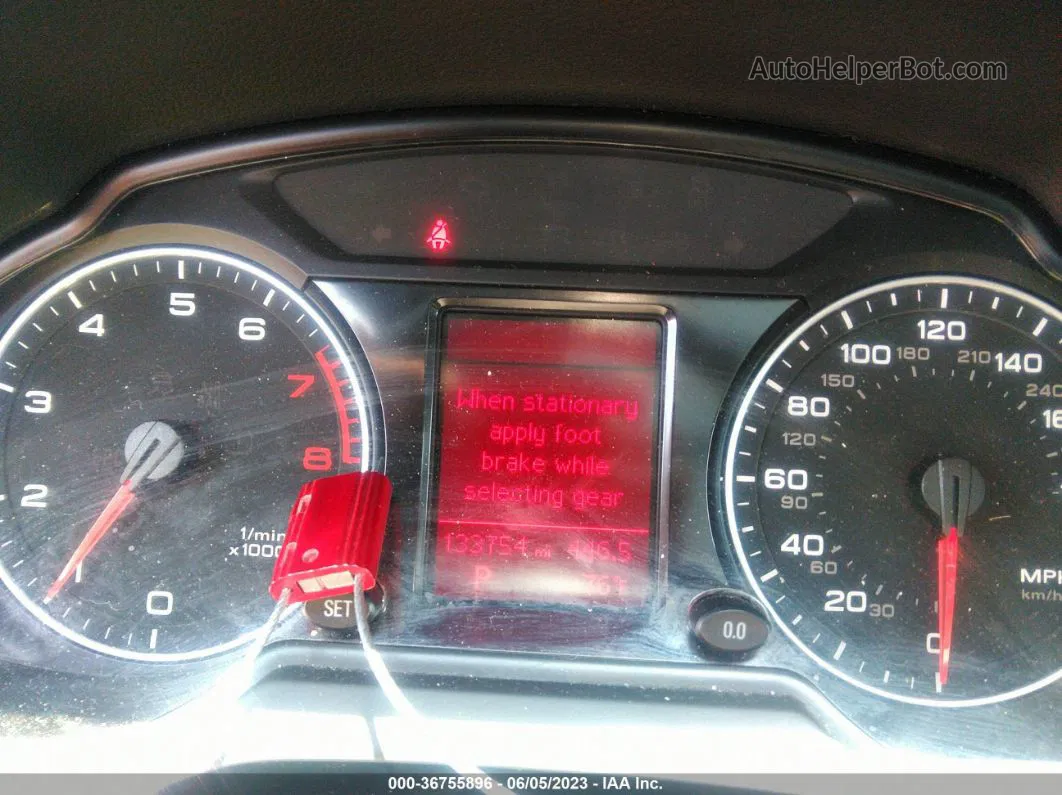 AutoHelperBot.com
5
4
6
3
7
2
8
1/min
x1000
1
0
SET
When stationary
apply foot
brake while
selecting gear
138754 mi
P
0.0
120
100 180 210 140
150 240
80
120
60
90
40
60
20 30
0
MPH
km/h
000-36755896 - 06/05/2023 - IAA Inc.